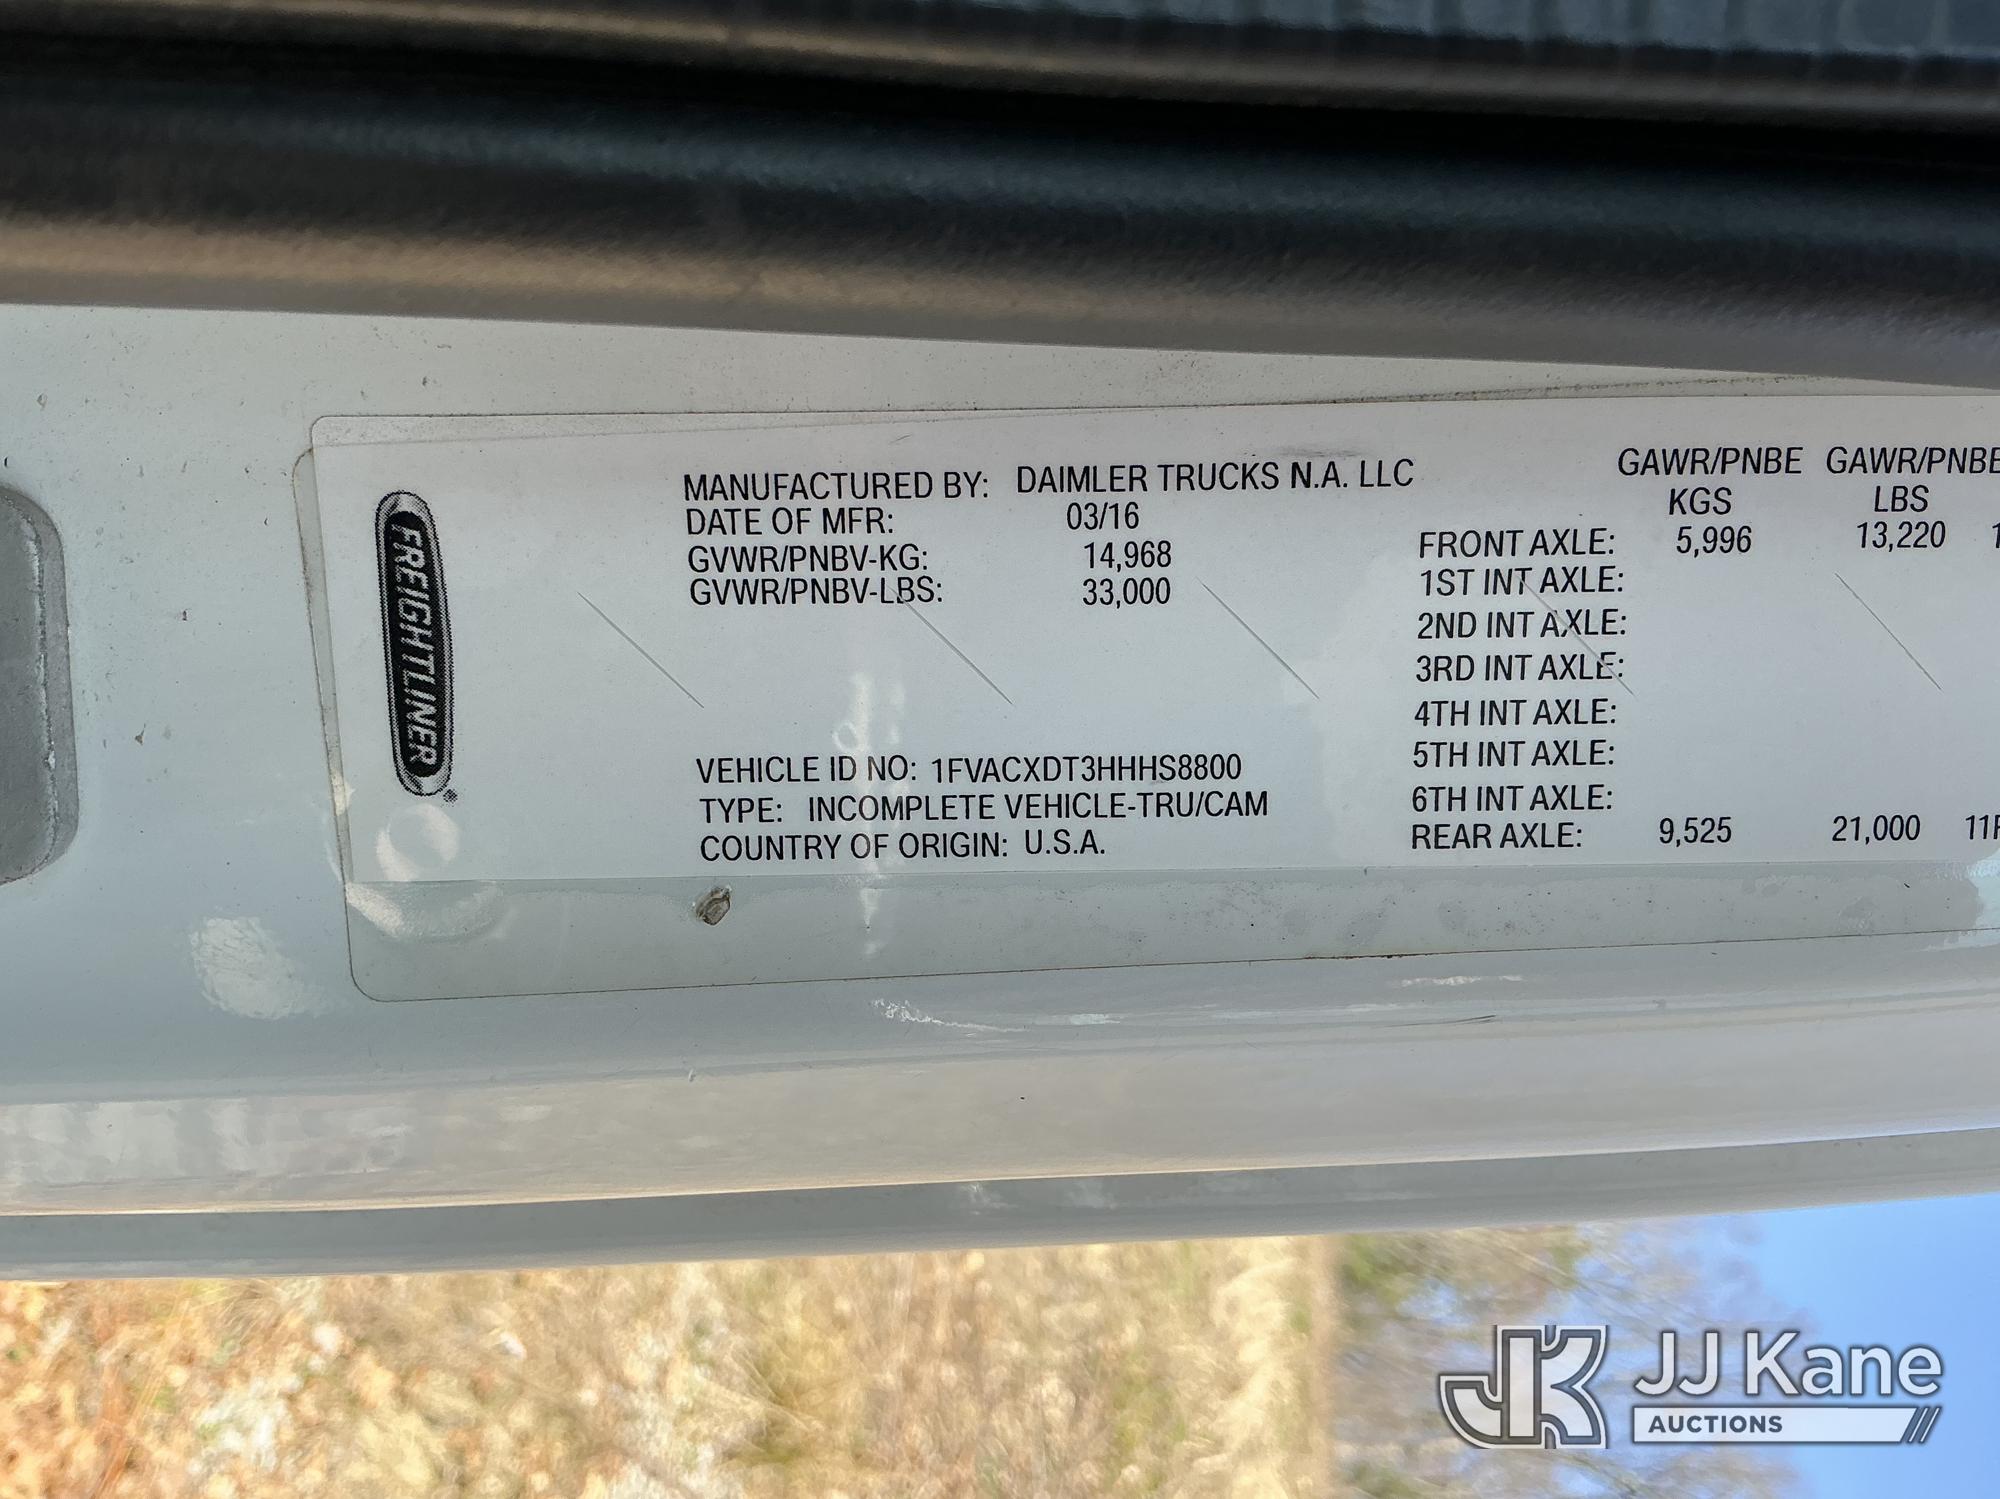 FREIGHTLINER®
MANUFACTURED BY: DAIMLER TRUCKS N.A. LLC
DATE OF MFR: 03/16
GVWR/PNBV-KG: 14,968
GVWR/PNBV-LBS: 33,000
VEHICLE ID NO: 1FVACXDT3HHHS8800
TYPE: INCOMPLETE VEHICLE-TRU/CAM
COUNTRY OF ORIGIN: U.S.A.
GAWR/PNBE GAWR/PNBE
KGS LBS
FRONT AXLE: 5,996 13,220
1ST INT AXLE:
2ND INT AXLE:
3RD INT AXLE:
4TH INT AXLE:
5TH INT AXLE:
6TH INT AXLE:
REAR AXLE: 9,525 21,000
JK JJ Kane
AUCTIONS